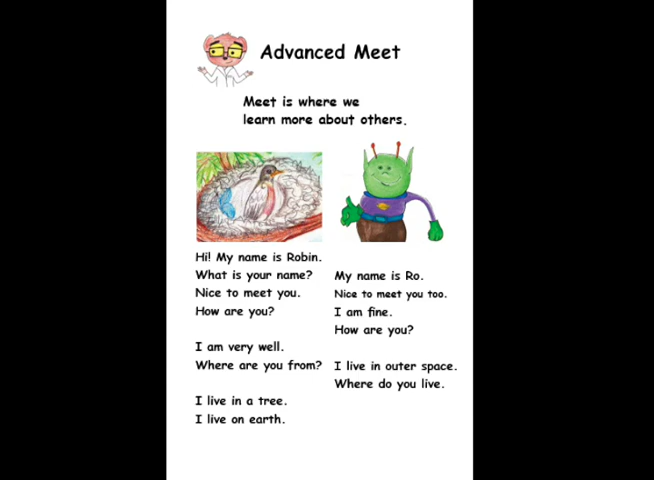 Advanced Meet
Meet is where we
learn more about others.
Hi! My name is Robin.
What is your name?
Nice to meet you.
How are you?
I am very well.
Where are you from?
I live in a tree.
I live on earth.
My name is Ro.
Nice to meet you too.
I am fine.
How are you?
I live in outer space.
Where do you live.